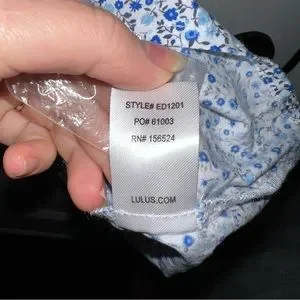 STYLE# ED1201
PO# 61003
RN# 156524
LULUS.COM